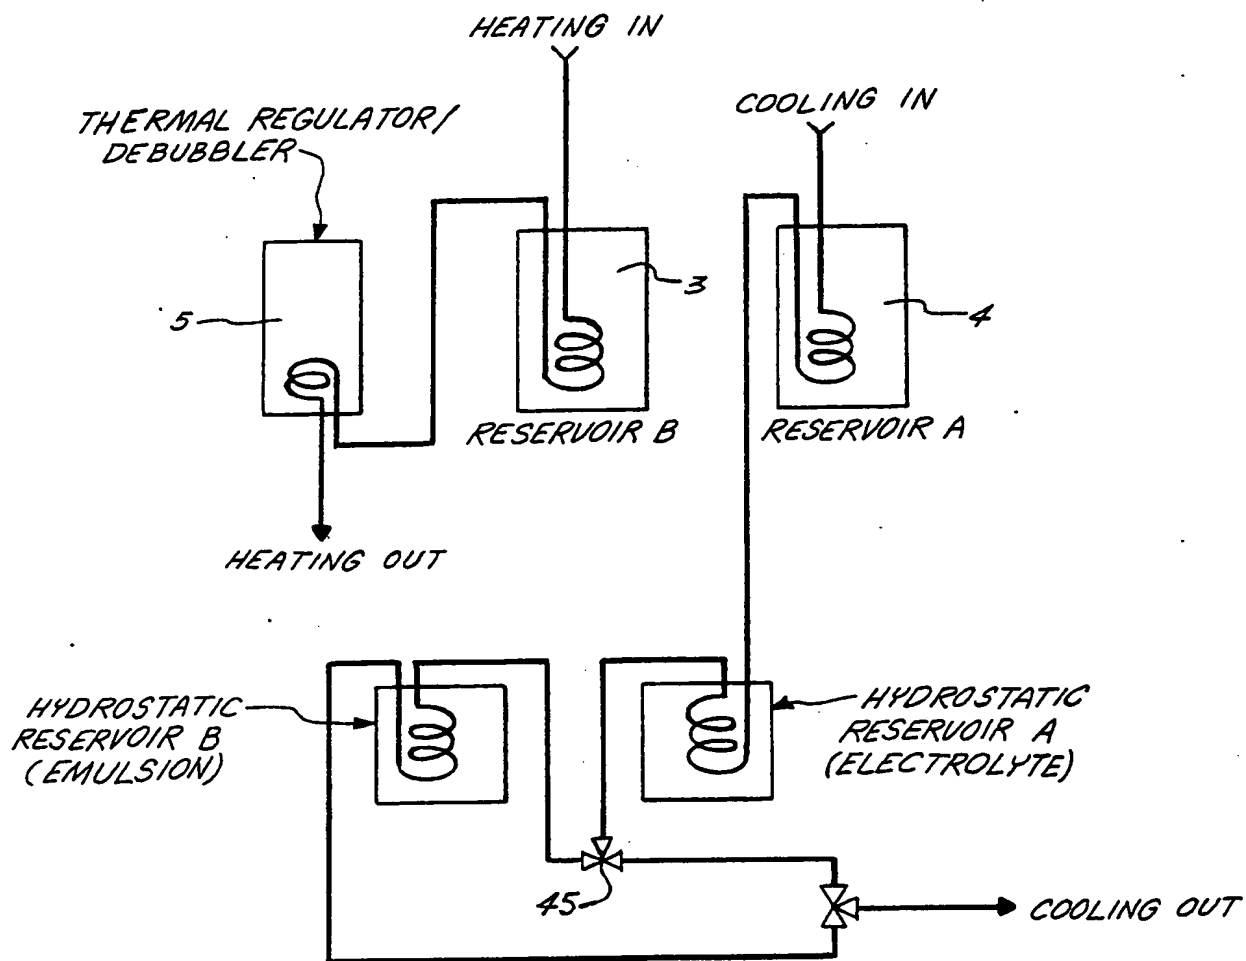 HEATING IN
COOLING IN
THERMAL REGULATOR/
DEBUBBLER
3
4
5
RESERVOIR B
RESERVOIR A
HEATING OUT
HYDROSTATIC
RESERVOIR B
(EMULSION)
HYDROSTATIC
RESERVOIR A
(ELECTROLYTE)
45
COOLING OUT